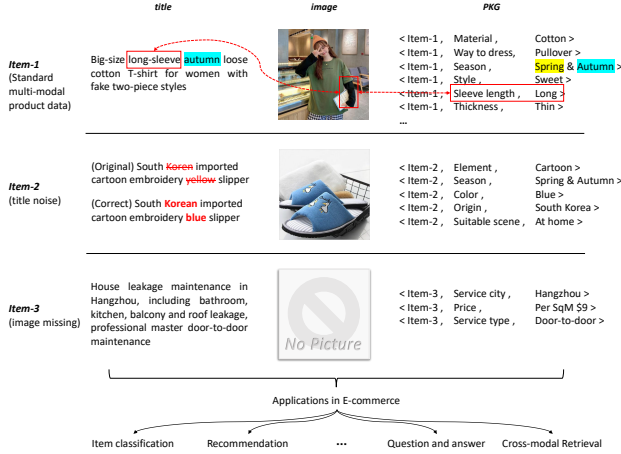 title image PKG
Item-1
(Standard
multi-modal
product data)
Big-size long-sleeve autumn loose
cotton T-shirt for women with
fake two-piece styles
< Item-1 , Material , Cotton >
< Item-1 , Way to dress, Pullover >
< Item-1 , Season , Spring & Autumn >
< Item-1 , Style , Sweet >
< Item-1 , Sleeve length , Long >
< Item-1 , Thickness , Thin >
...
Item-2
(title noise)
(Original) South Koren imported
cartoon embroidery yellow slipper
(Correct) South Korean imported
cartoon embroidery blue slipper
< Item-2 , Element , Cartoon >
< Item-2 , Season , Spring & Autumn >
< Item-2 , Color , Blue >
< Item-2 , Origin , South Korea >
< Item-2 , Suitable scene , At home >
Item-3
(image missing)
House leakage maintenance in
Hangzhou, including bathroom,
kitchen, balcony and roof leakage,
professional master door-to-door
maintenance
No Picture
< Item-3 , Service city , Hangzhou >
< Item-3 , Price , Per SqM $9 >
< Item-3 , Service type , Door-to-door >
Applications in E-commerce
Item classification Recommendation ... Question and answer Cross-modal Retrieval